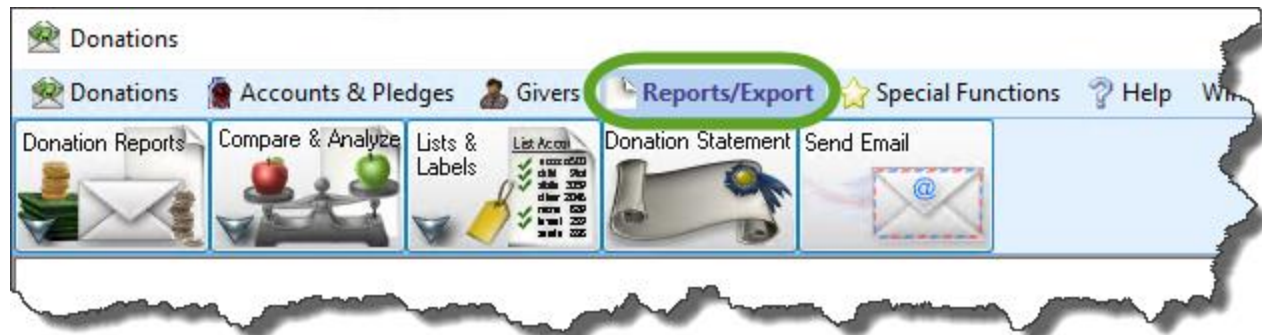 Donations
Donations Accounts & Pledges Givers Reports/Export Special Functions Help
Donation Reports Compare & Analyze Lists & Labels Donation Statement Send Email
@